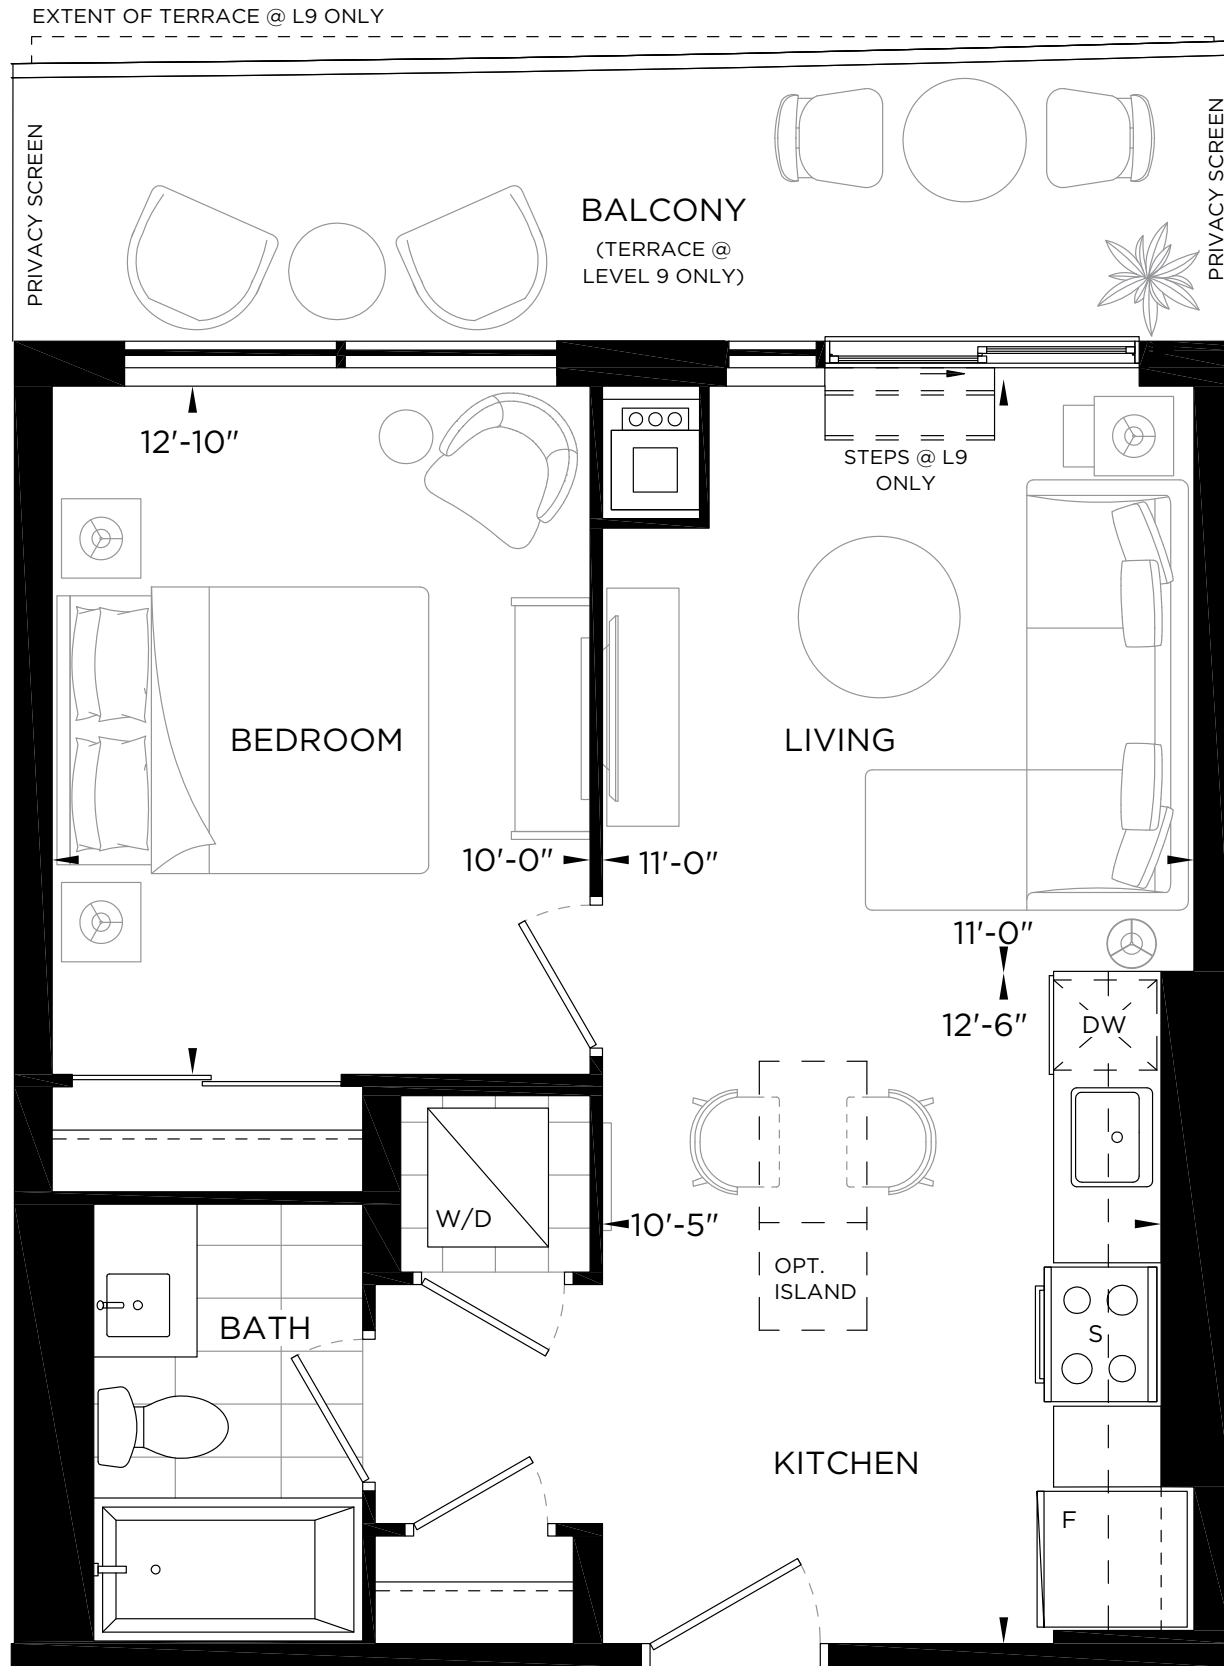 EXTENT OF TERRACE @ L9 ONLY
PRIVACY SCREEN
PRIVACY SCREEN
BALCONY
(TERRACE @
LEVEL 9 ONLY)
12'-10"
STEPS @ L9
ONLY
BEDROOM
LIVING
10'-0"
11'-0"
11'-0"
12'-6"
DW
W/D
10'-5"
OPT.
ISLAND
BATH
S
KITCHEN
F